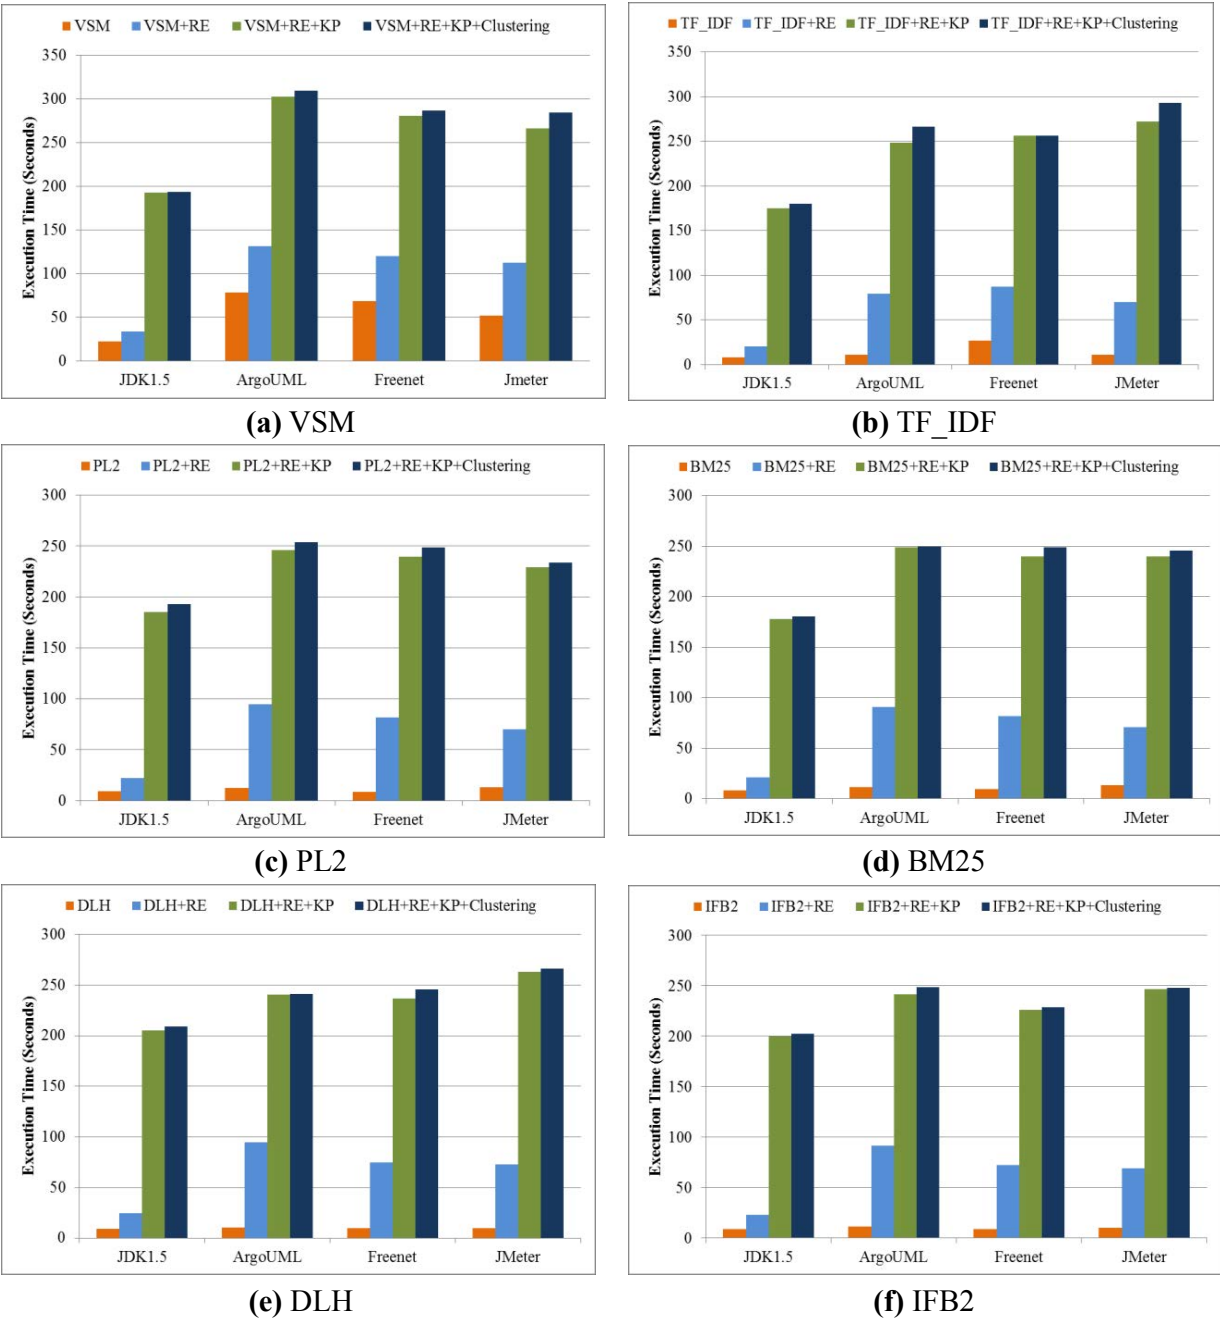 VSM VSM+RE VSM+RE+KP VSM+RE+KP+Clustering
350
300
250
200
150
100
50
0
Execution Time (Seconds)
JDK1.5 ArgoUML Freenet Jmeter
(a) VSM
TF_IDF TF_IDF+RE TF_IDF+RE+KP TF_IDF+RE+KP+Clustering
350
300
250
200
150
100
50
0
Execution Time (Seconds)
JDK1.5 ArgoUML Freenet JMeter
(b) TF_IDF
PL2 PL2+RE PL2+RE+KP PL2+RE+KP+Clustering
300
250
200
150
100
50
0
Execution Time (Seconds)
JDK1.5 ArgoUML Freenet JMeter
(c) PL2
BM25 BM25+RE BM25+RE+KP BM25+RE+KP+Clustering
300
250
200
150
100
50
0
Execution Time (Seconds)
JDK1.5 ArgoUML Freenet JMeter
(d) BM25
DLH DLH+RE DLH+RE+KP DLH+RE+KP+Clustering
300
250
200
150
100
50
0
Execution Time (Seconds)
JDK1.5 ArgoUML Freenet JMeter
(e) DLH
IFB2 IFB2+RE IFB2+RE+KP IFB2+RE+KP+Clustering
300
250
200
150
100
50
0
Execution Time (Seconds)
JDK1.5 ArgoUML Freenet JMeter
(f) IFB2